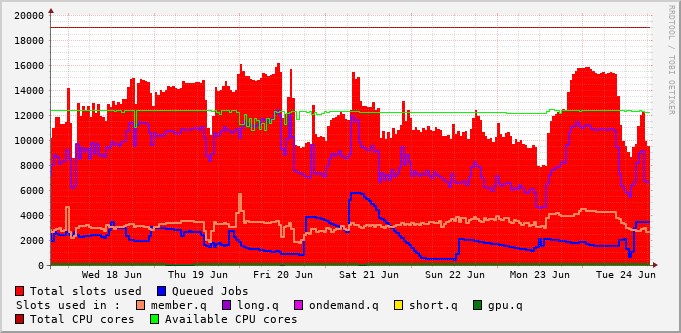 20000
18000
16000
14000
12000
10000
8000
6000
4000
2000
0
RRDTOOL / TOBI OETIKER
Wed 18 Jun Thu 19 Jun Fri 20 Jun Sat 21 Jun Sun 22 Jun Mon 23 Jun Tue 24 Jun
Total slots used Queued Jobs
Slots used in : member.q long.q ondemand.q short.q gpu.q
Total CPU cores Available CPU cores